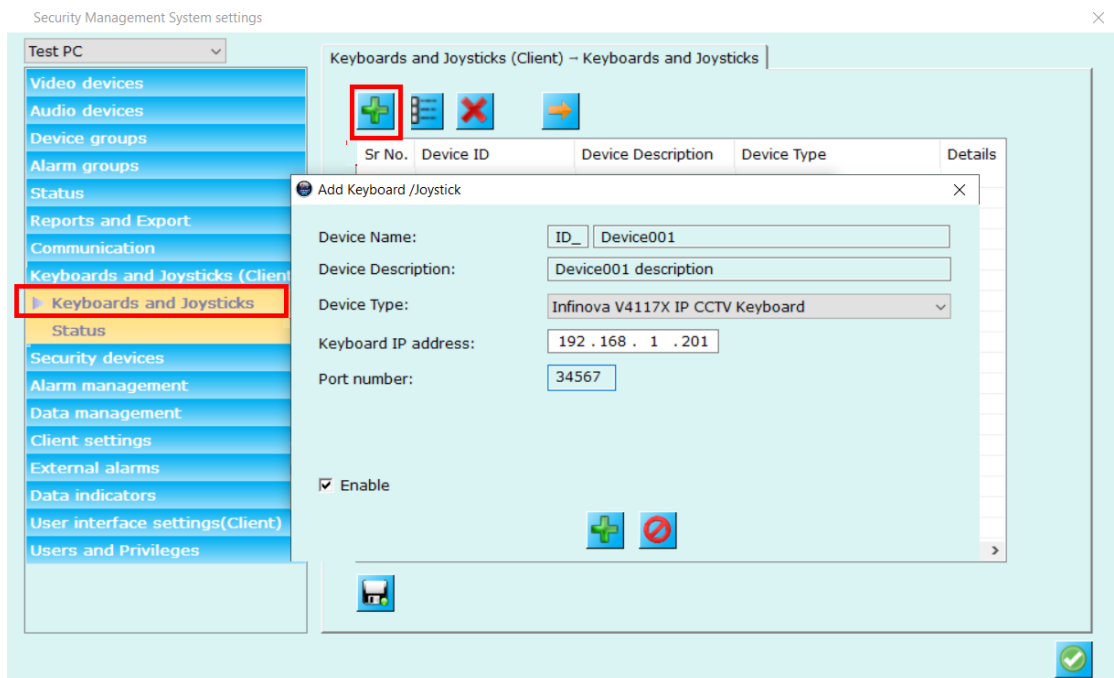 Security Management System settings
Test PC
Video devices
Audio devices
Device groups
Alarm groups
Status
Reports and Export
Communication
Keyboards and Joysticks (Client
Keyboards and Joysticks
Status
Security devices
Alarm management
Data management
Client settings
External alarms
Data indicators
User interface settings(Client)
Users and Privileges
Keyboards and Joysticks (Client) – Keyboards and Joysticks
Sr No. Device ID Device Description Device Type Details
Add Keyboard /Joystick
Device Name: ID_ Device001
Device Description: Device001 description
Device Type: Infinova V4117X IP CCTV Keyboard
Keyboard IP address: 192 . 168 . 1 . 201
Port number: 34567
Enable